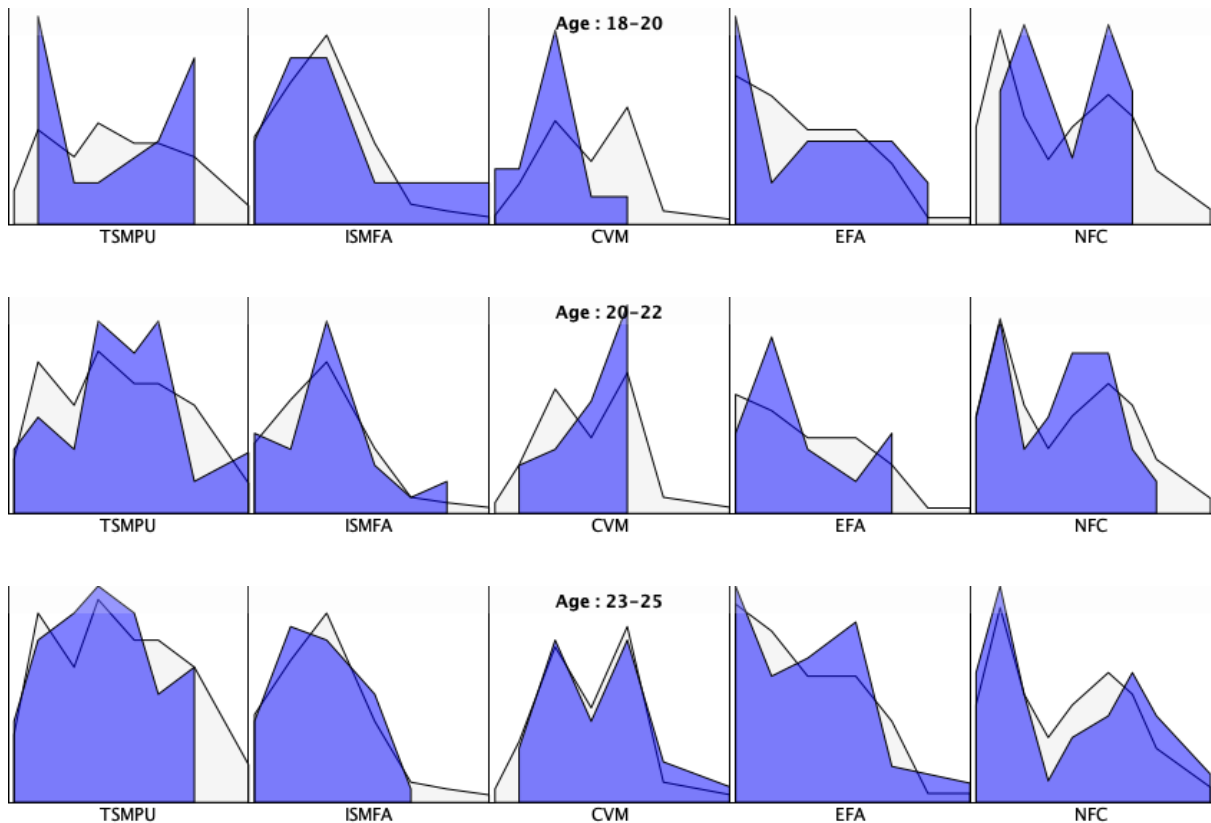 Age : 18-20
TSMPU ISMFA CVM EFA NFC
Age : 20-22
TSMPU ISMFA CVM EFA NFC
Age : 23-25
TSMPU ISMFA CVM EFA NFC